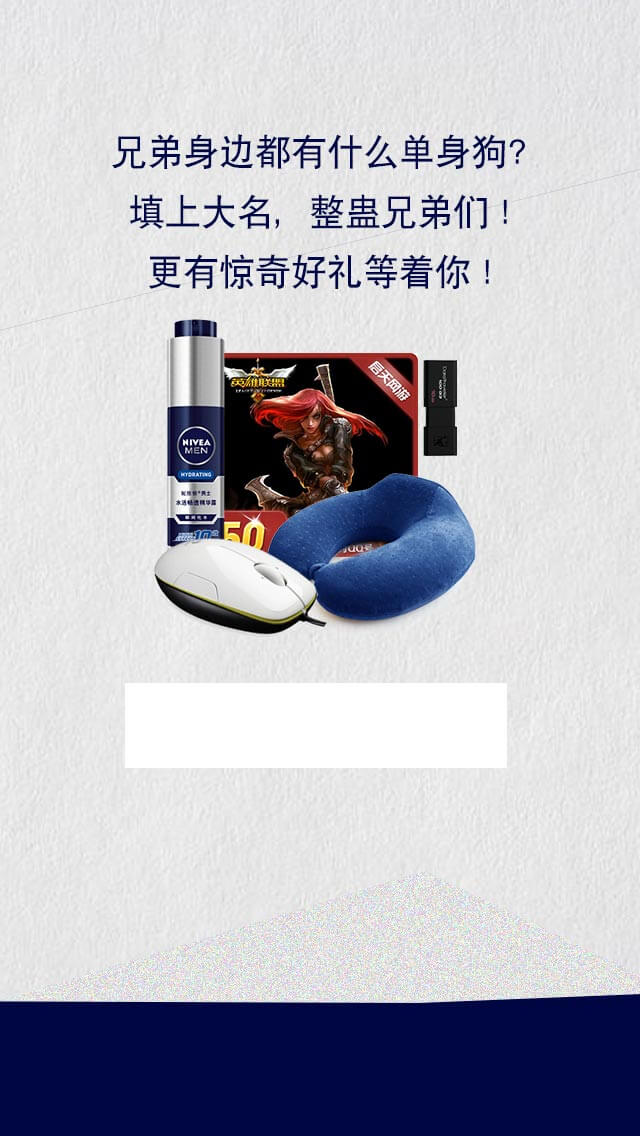 兄弟身边都有什么单身狗?
填上大名，整蛊兄弟们！
更有惊奇好礼等着你！
英雄联盟
启天网游
NIVEA
MEN
HYDRATING
50